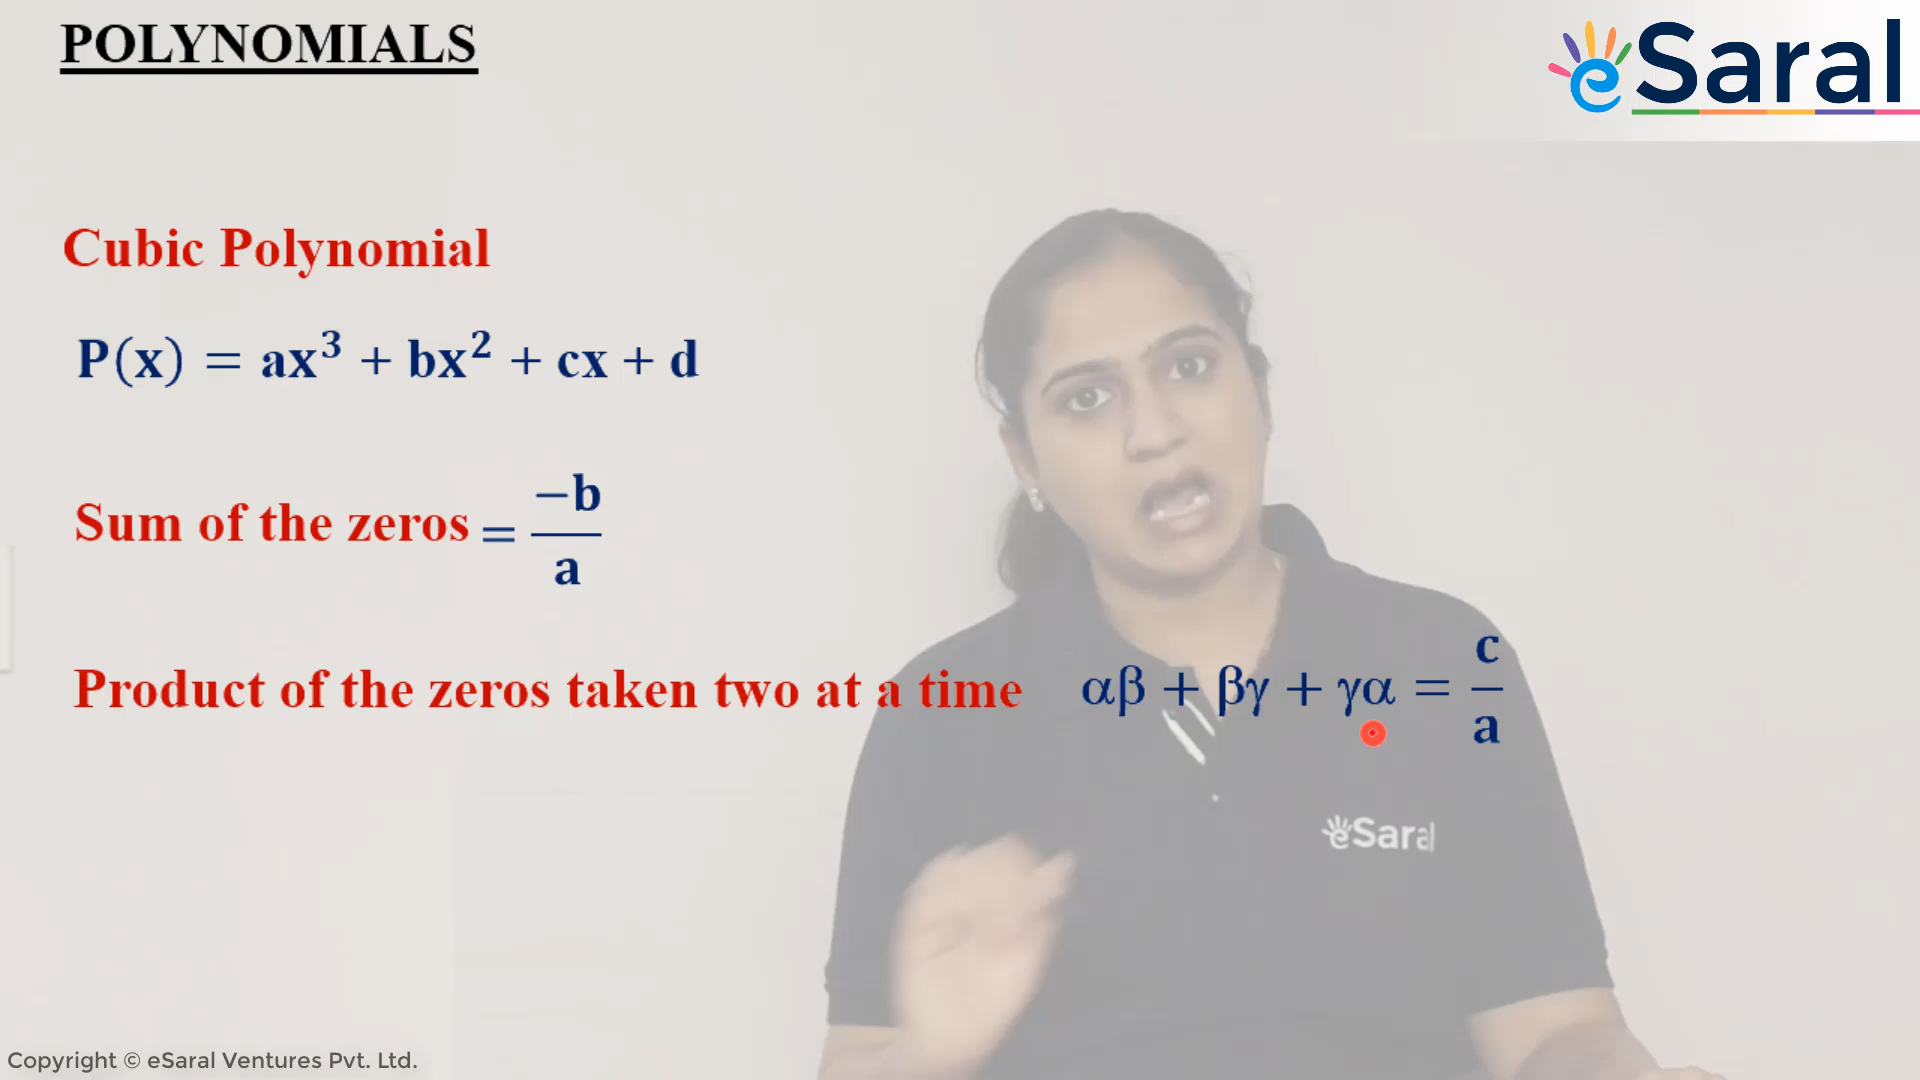 POLYNOMIALS
eSaral
Cubic Polynomial
P(x) = ax³ + bx² + cx + d
Sum of the zeros = −b/a
Product of the zeros taken two at a time αβ + βγ + γα = c/a
eSaral
Copyright © eSaral Ventures Pvt. Ltd.